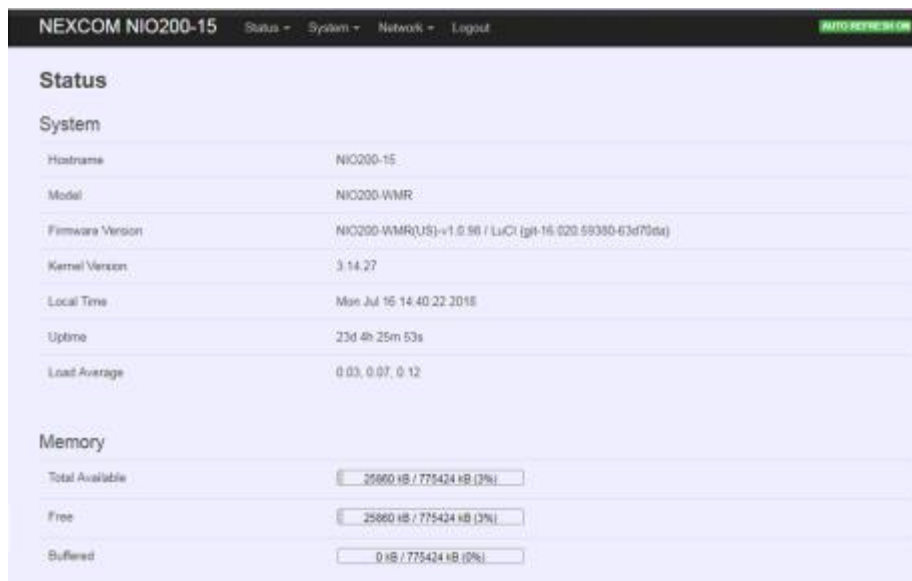 NEXCOM NIO200-15 Status System Network Logout AUTO REFRESH ON
Status
System
Hostname NIO200-15
Model NIO200-WMR
Firmware Version NIO200-WMR(US)-v1.0.98 / LuCI (git-16.020.59380-63d70da)
Kernel Version 3.14.27
Local Time Mon Jul 16 14:40:22 2018
Uptime 23d 4h 25m 53s
Load Average 0.03, 0.07, 0.12
Memory
Total Available 25860 kB / 775424 kB (3%)
Free 25860 kB / 775424 kB (3%)
Buffered 0 kB / 775424 kB (0%)